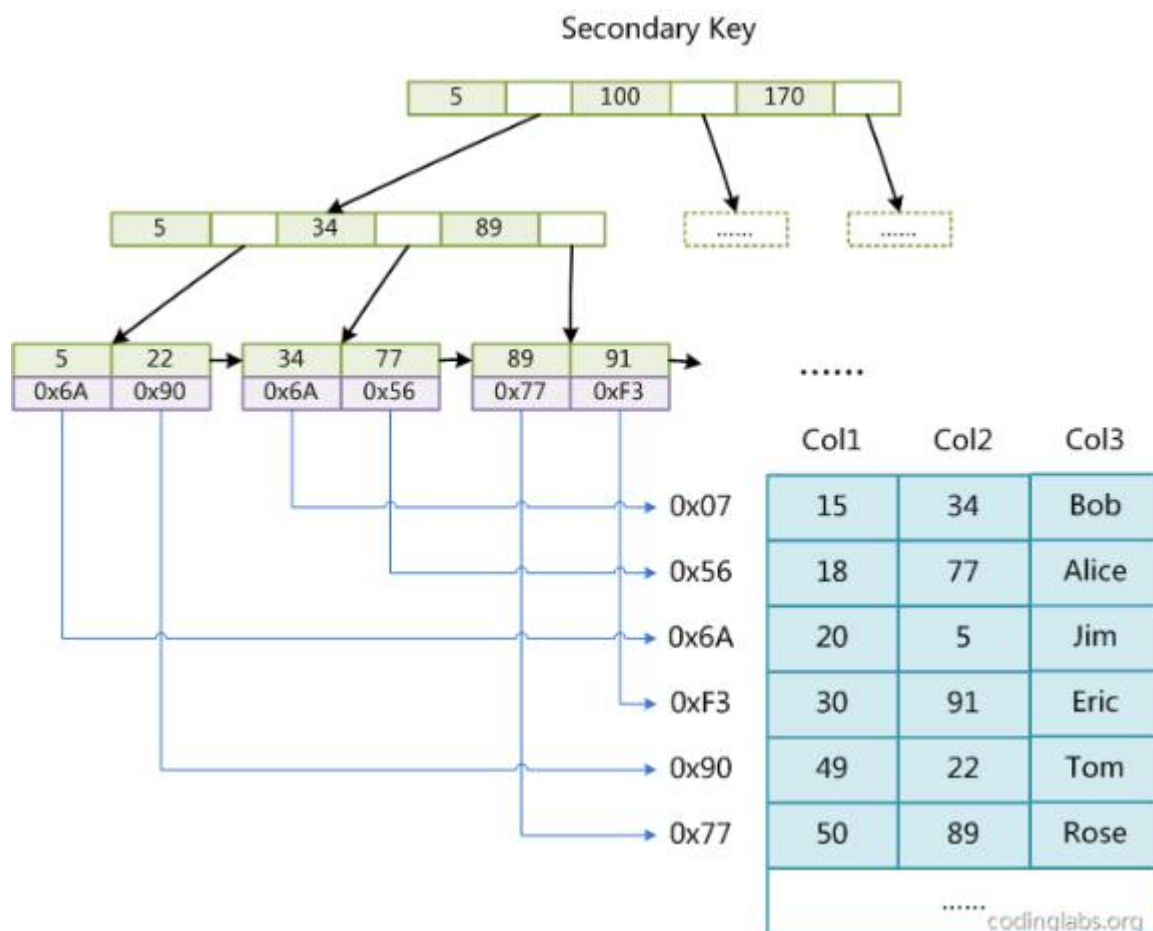 Secondary Key
5 100 170
5 34 89
...... ......
5 22 34 77 89 91
0x6A 0x90 0x6A 0x56 0x77 0xF3
......
Col1 Col2 Col3
0x07 15 34 Bob
0x56 18 77 Alice
0x6A 20 5 Jim
0xF3 30 91 Eric
0x90 49 22 Tom
0x77 50 89 Rose
......
codinglabs.org